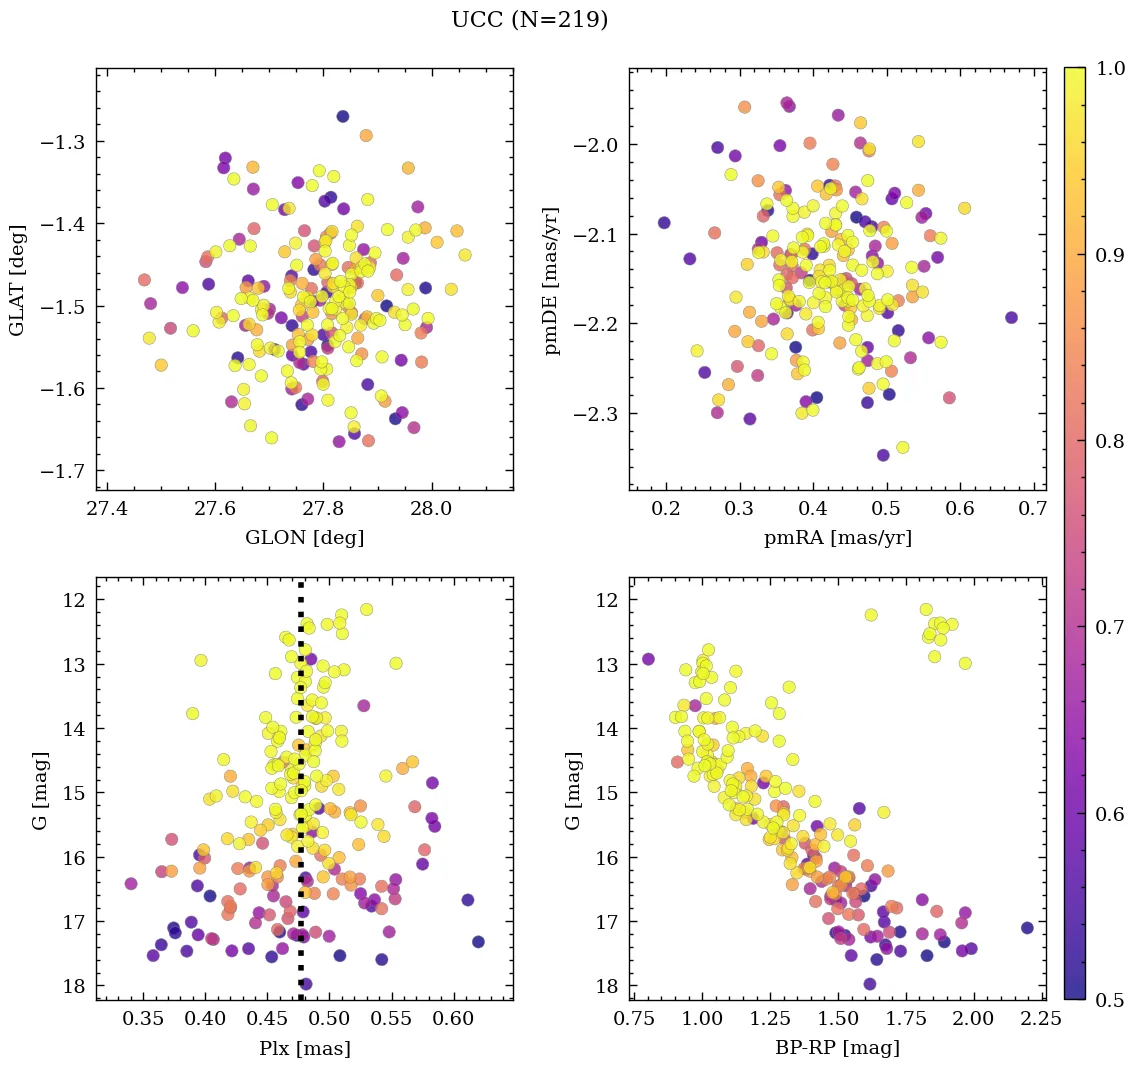 UCC (N=219)
−1.3
−1.4
−1.5
−1.6
−1.7
GLAT [deg]
27.4 27.6 27.8 28.0
GLON [deg]
−2.0
−2.1
−2.2
−2.3
pmDE [mas/yr]
0.2 0.3 0.4 0.5 0.6 0.7
pmRA [mas/yr]
1.0
0.9
0.8
0.7
0.6
0.5
12
13
14
15
16
17
18
G [mag]
0.35 0.40 0.45 0.50 0.55 0.60
Plx [mas]
12
13
14
15
16
17
18
G [mag]
0.75 1.00 1.25 1.50 1.75 2.00 2.25
BP-RP [mag]